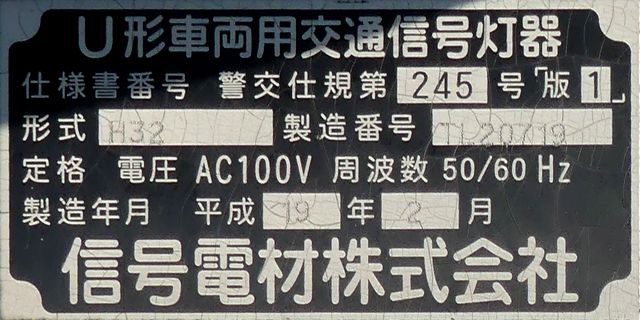 U形車両用交通信号灯器
仕様書番号 警交仕規第 245 号「版1」
形式 H32 製造番号 TL20719
定格 電圧 AC100V 周波数 50/60Hz
製造年月 平成 19 年 2 月
信号電材株式会社